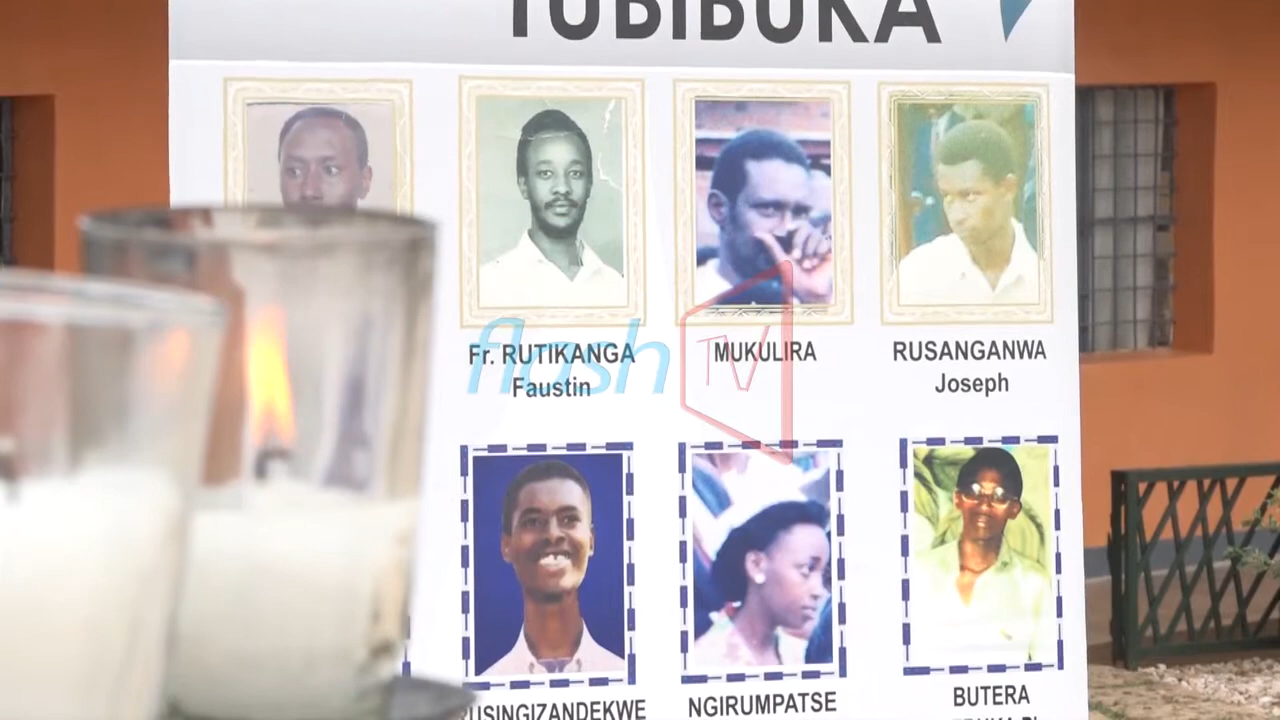 TUBIBUKA
Fr. RUTIKANGA
Faustin
MUKULIRA
RUSANGANWA
Joseph
flash TV
NGIRUMPATSE
BUTERA